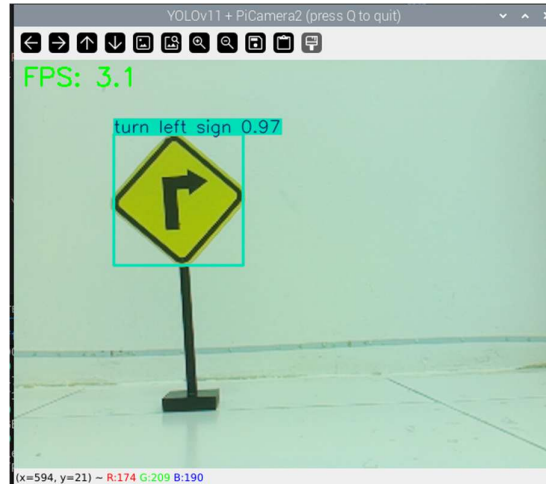 YOLOv11 + PiCamera2 (press Q to quit)
FPS: 3.1
turn left sign 0.97
(x=594, y=21) ~ R:174 G:209 B:190